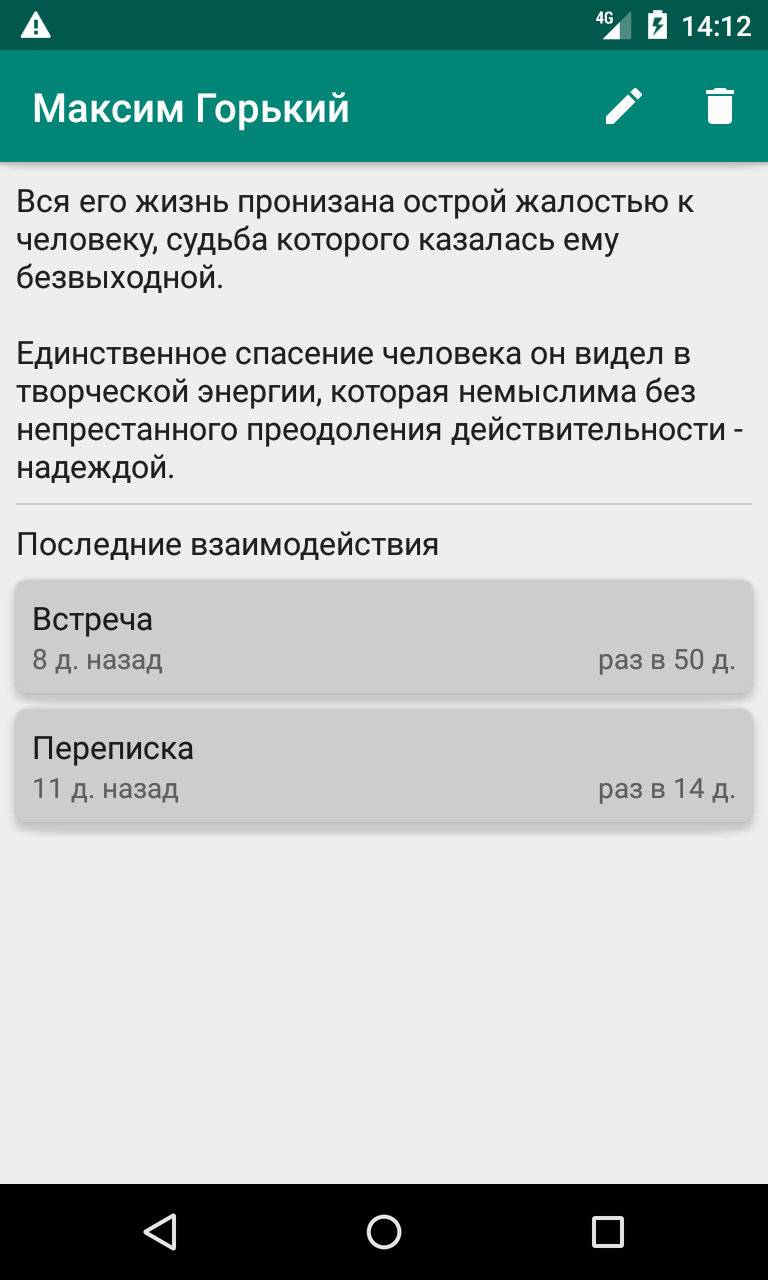 4G 14:12
Максим Горький
Вся его жизнь пронизана острой жалостью к
человеку, судьба которого казалась ему
безвыходной.
Единственное спасение человека он видел в
творческой энергии, которая немыслима без
непрестанного преодоления действительности -
надеждой.
Последние взаимодействия
Встреча
8 д. назад раз в 50 д.
Переписка
11 д. назад раз в 14 д.